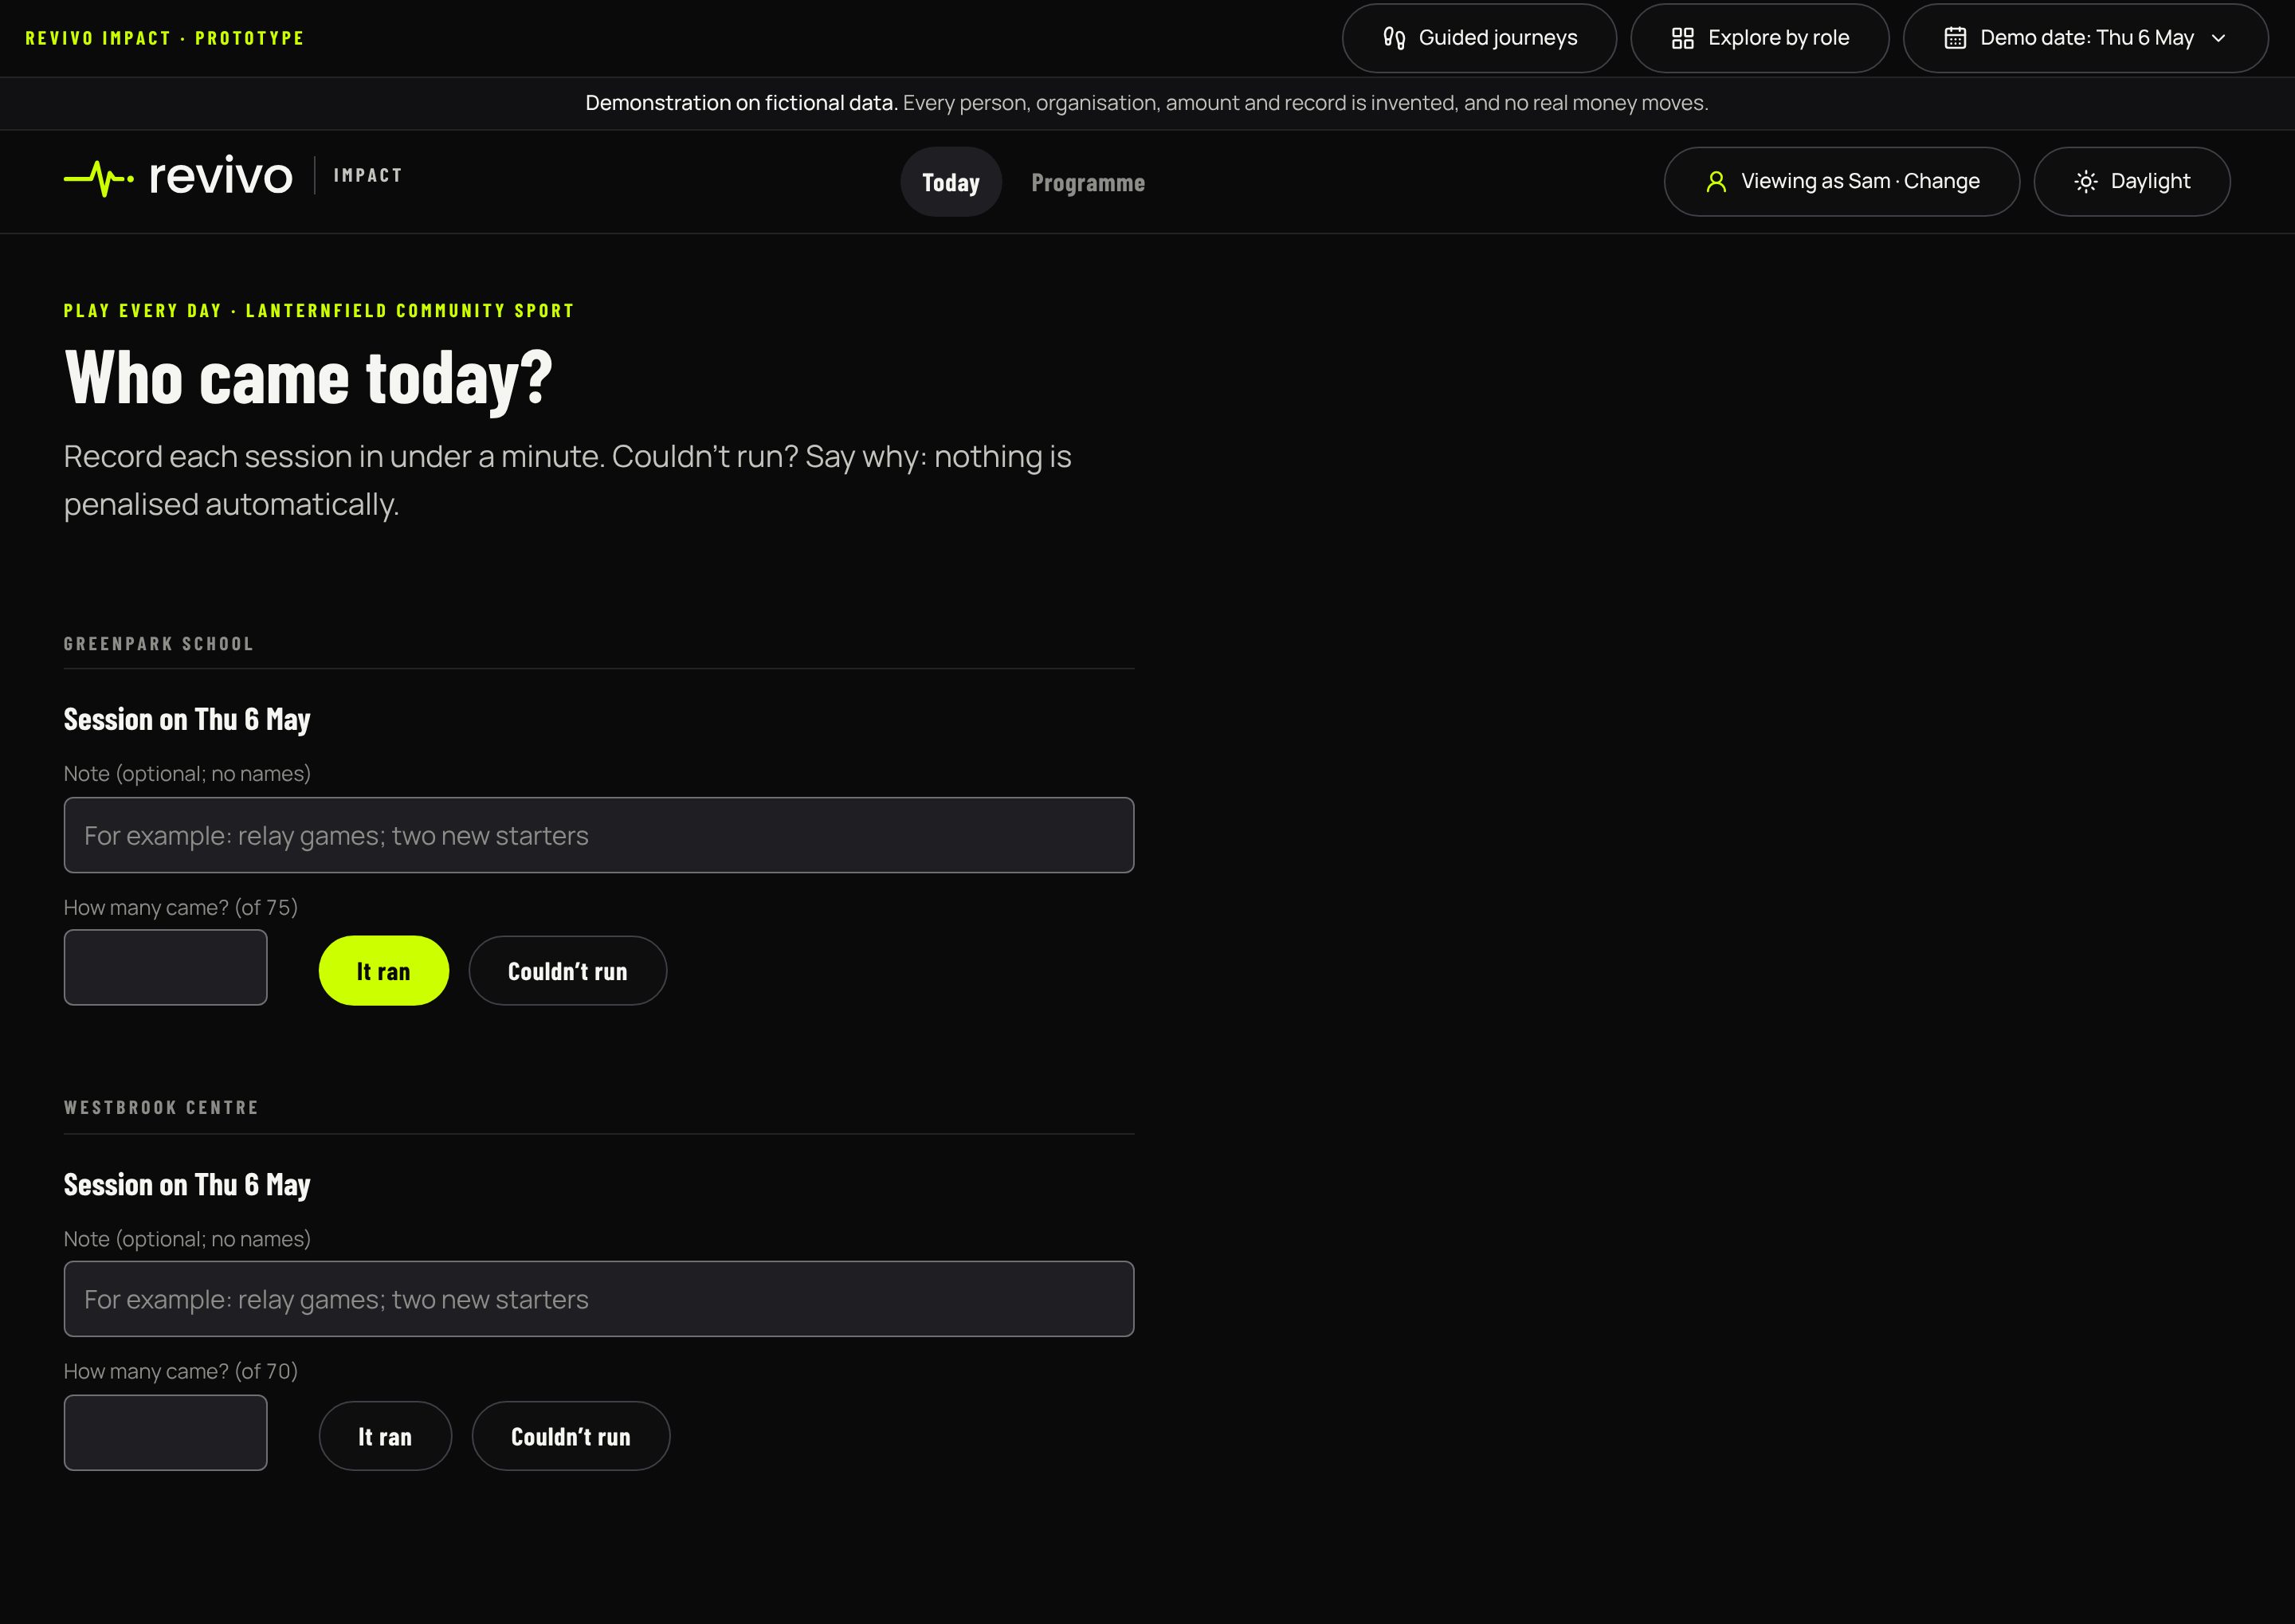 REVIVO IMPACT · PROTOTYPE
Guided journeys
Explore by role
Demo date: Thu 6 May
Demonstration on fictional data. Every person, organisation, amount and record is invented, and no real money moves.
revivo
IMPACT
Today
Programme
Viewing as Sam · Change
Daylight
PLAY EVERY DAY · LANTERNFIELD COMMUNITY SPORT
Who came today?
Record each session in under a minute. Couldn’t run? Say why: nothing is
penalised automatically.
GREENPARK SCHOOL
Session on Thu 6 May
Note (optional; no names)
For example: relay games; two new starters
How many came? (of 75)
It ran
Couldn’t run
WESTBROOK CENTRE
Session on Thu 6 May
Note (optional; no names)
For example: relay games; two new starters
How many came? (of 70)
It ran
Couldn’t run